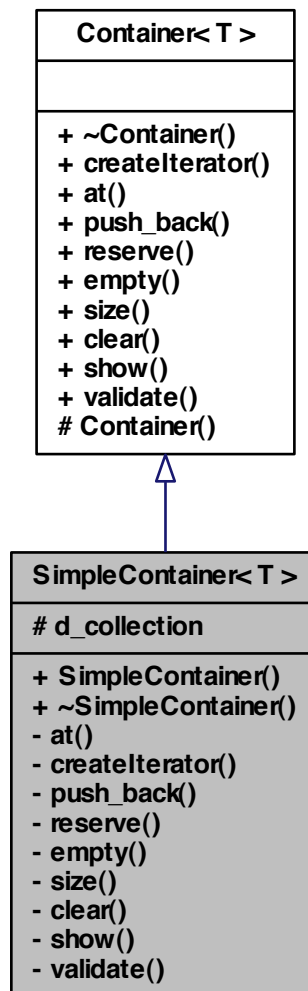 Container< T >
+ ~Container()
+ createIterator()
+ at()
+ push_back()
+ reserve()
+ empty()
+ size()
+ clear()
+ show()
+ validate()
# Container()
SimpleContainer< T >
# d_collection
+ SimpleContainer()
+ ~SimpleContainer()
- at()
- createIterator()
- push_back()
- reserve()
- empty()
- size()
- clear()
- show()
- validate()